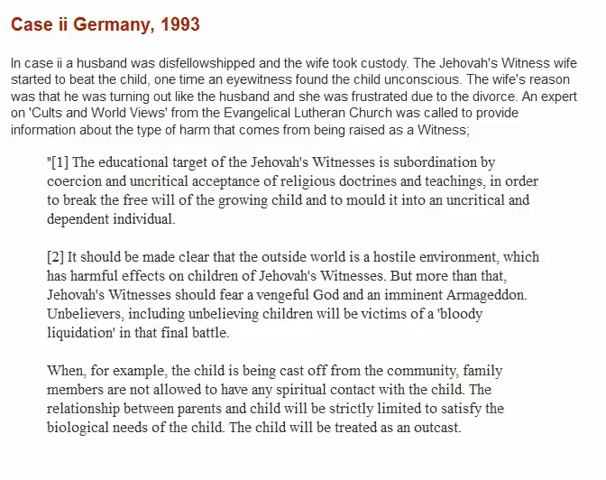 Case ii Germany, 1993
In case ii a husband was disfellowshipped and the wife took custody. The Jehovah's Witness wife
started to beat the child, one time an eyewitness found the child unconscious. The wife's reason
was that he was turning out like the husband and she was frustrated due to the divorce. An expert
on 'Cults and World Views' from the Evangelical Lutheran Church was called to provide
information about the type of harm that comes from being raised as a Witness;
"[1] The educational target of the Jehovah's Witnesses is subordination by
coercion and uncritical acceptance of religious doctrines and teachings, in order
to break the free will of the growing child and to mould it into an uncritical and
dependent individual.
[2] It should be made clear that the outside world is a hostile environment, which
has harmful effects on children of Jehovah's Witnesses. But more than that,
Jehovah's Witnesses should fear a vengeful God and an imminent Armageddon.
Unbelievers, including unbelieving children will be victims of a 'bloody
liquidation' in that final battle.
When, for example, the child is being cast off from the community, family
members are not allowed to have any spiritual contact with the child. The
relationship between parents and child will be strictly limited to satisfy the
biological needs of the child. The child will be treated as an outcast.